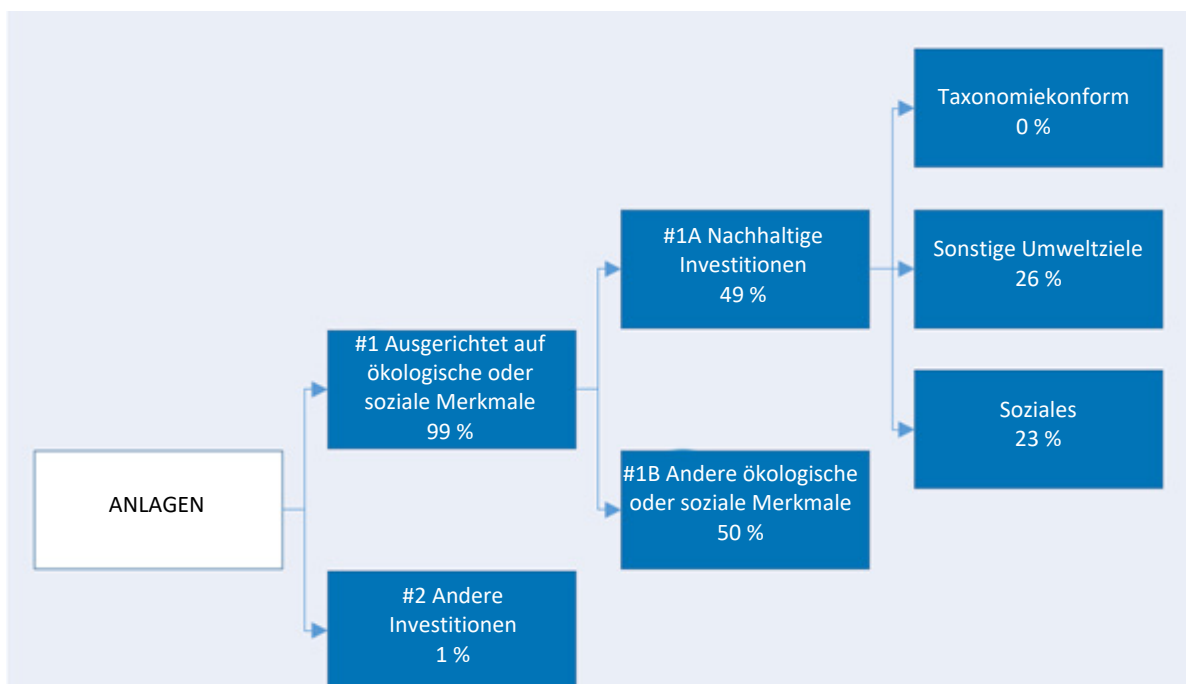 Taxonomiekonform
0 %
#1A Nachhaltige
Investitionen
49 %
Sonstige Umweltziele
26 %
#1 Ausgerichtet auf
ökologische oder
soziale Merkmale
99 %
Soziales
23 %
ANLAGEN
#1B Andere ökologische
oder soziale Merkmale
50 %
#2 Andere
Investitionen
1 %